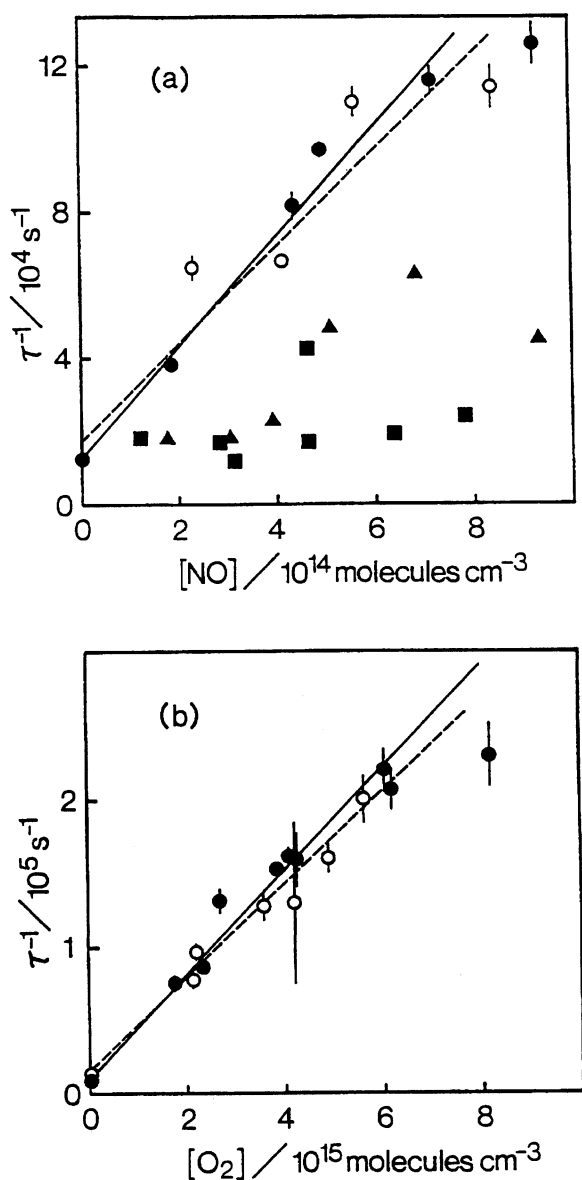 (a)
12
8
4
0
τ⁻¹/10⁴ s⁻¹
0 2 4 6 8
[NO]/10¹⁴ molecules cm⁻³
(b)
2
1
0
τ⁻¹/10⁵ s⁻¹
0 2 4 6 8
[O₂]/10¹⁵ molecules cm⁻³